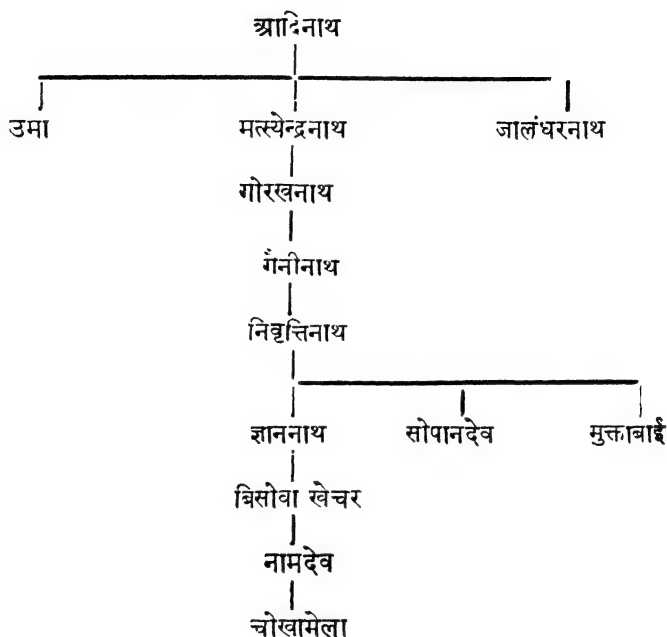 आदिनाथ
उमा मत्स्येन्द्रनाथ जालंधरनाथ
गोरखनाथ
गैनीनाथ
निवृत्तिनाथ
ज्ञाननाथ सोपानदेव मुक्ताबाई
बिसोवा खेचर
नामदेव
चोखामेला